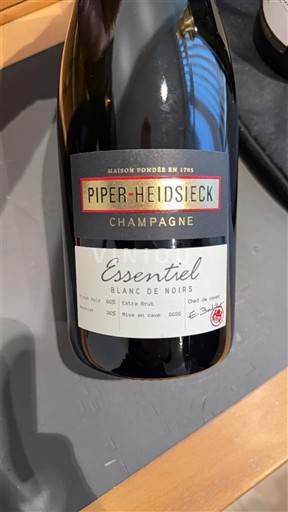 MAISON FONDÉE EN 1785
PIPER-HEIDSIECK
CHAMPAGNE
Essentiel
BLANC DE NOIRS
Extra Brut
Mise en cave
Chef de caves